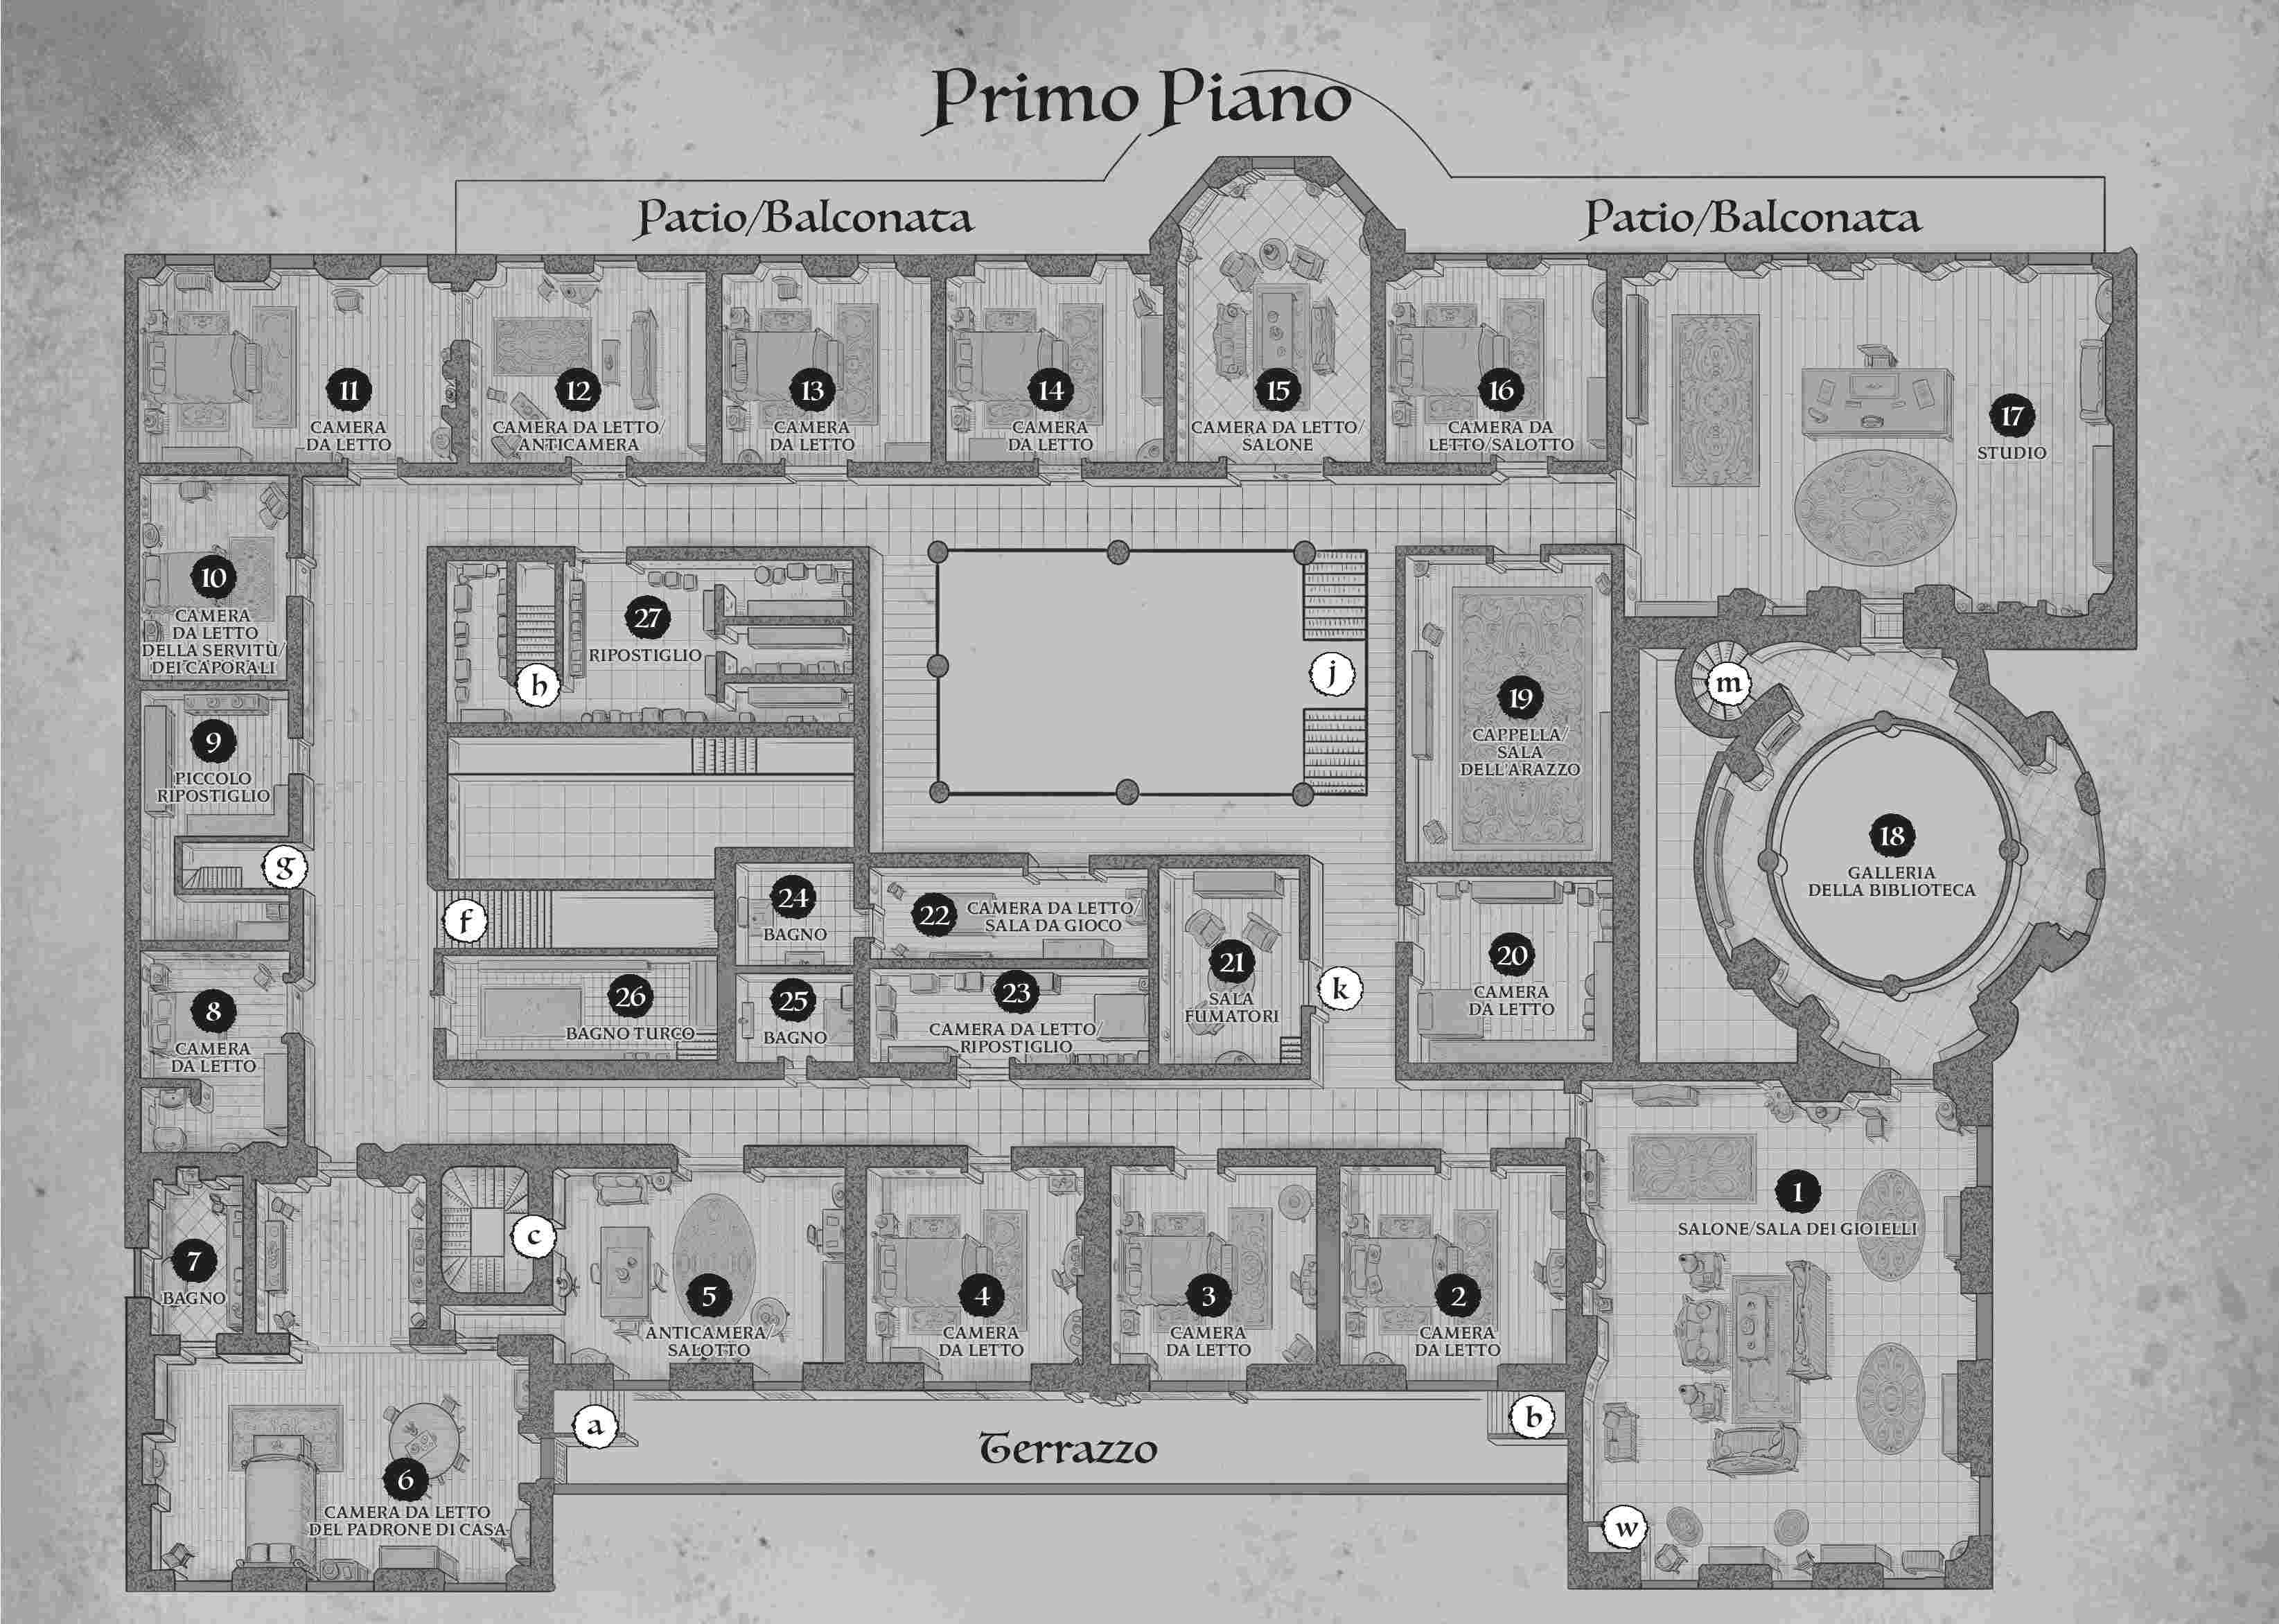 Primo Piano
Patio/Balconata
Patio/Balconata
11
CAMERA
DA LETTO
12
CAMERA DA LETTO/
ANTICAMERA
13
CAMERA
DA LETTO
14
CAMERA
DA LETTO
15
CAMERA DA LETTO/
SALONE
16
CAMERA DA
LETTO/SALOTTO
17
STUDIO
10
CAMERA
DA LETTO
DELLA SERVITÙ/
DEI CAPORALI
27
RIPOSTIGLIO
h
j
19
CAPPELLA/
SALA
DELL'ARAZZO
m
9
PICCOLO
RIPOSTIGLIO
g
18
GALLERIA
DELLA BIBLIOTECA
f
24
BAGNO
22
CAMERA DA LETTO/
SALA DA GIOCO
21
SALA
FUMATORI
k
20
CAMERA
DA LETTO
8
CAMERA
DA LETTO
26
BAGNO TURCO
25
BAGNO
23
CAMERA DA LETTO/
RIPOSTIGLIO
7
BAGNO
c
5
ANTICAMERA/
SALOTTO
4
CAMERA
DA LETTO
3
CAMERA
DA LETTO
2
CAMERA
DA LETTO
1
SALONE/SALA DEI GIOIELLI
a
Terrazzo
b
6
CAMERA DA LETTO
DEL PADRONE DI CASA
w